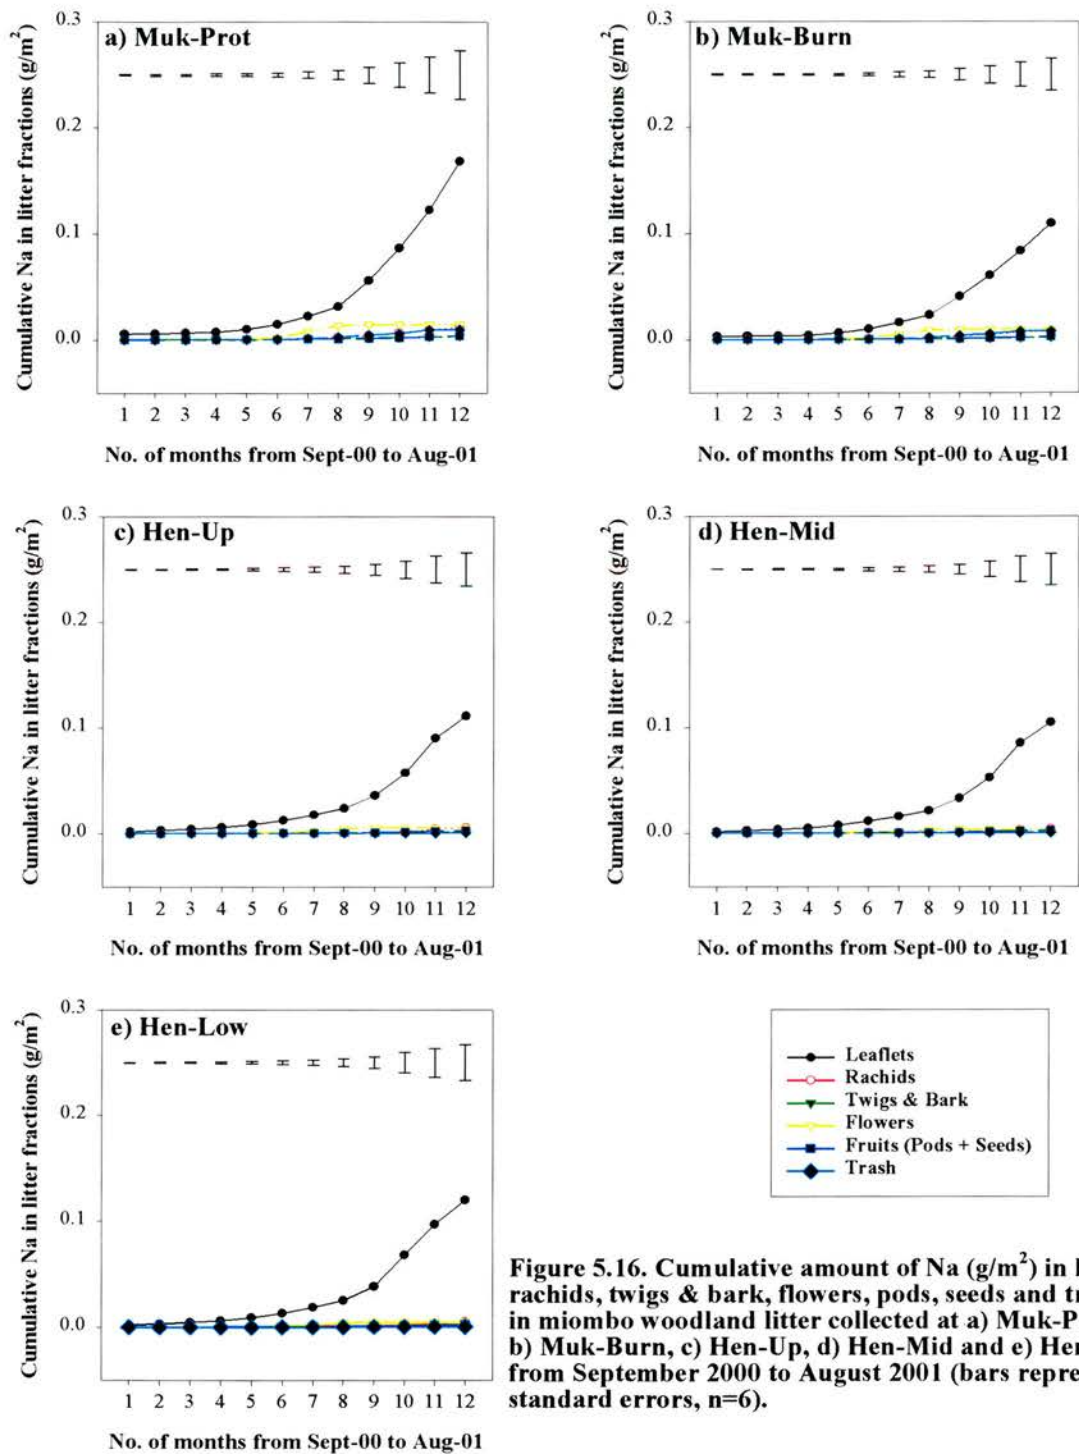 a) Muk-Prot
Cumulative Na in litter fractions (g/m²)
0.3
0.2
0.1
0.0
1 2 3 4 5 6 7 8 9 10 11 12
No. of months from Sept-00 to Aug-01
b) Muk-Burn
Cumulative Na in litter fractions (g/m²)
0.3
0.2
0.1
0.0
1 2 3 4 5 6 7 8 9 10 11 12
No. of months from Sept-00 to Aug-01
c) Hen-Up
Cumulative Na in litter fractions (g/m²)
0.3
0.2
0.1
0.0
1 2 3 4 5 6 7 8 9 10 11 12
No. of months from Sept-00 to Aug-01
d) Hen-Mid
Cumulative Na in litter fractions (g/m²)
0.3
0.2
0.1
0.0
1 2 3 4 5 6 7 8 9 10 11 12
No. of months from Sept-00 to Aug-01
e) Hen-Low
Cumulative Na in litter fractions (g/m²)
0.3
0.2
0.1
0.0
1 2 3 4 5 6 7 8 9 10 11 12
No. of months from Sept-00 to Aug-01
Leaflets
Rachids
Twigs & Bark
Flowers
Fruits (Pods + Seeds)
Trash
Figure 5.16. Cumulative amount of Na (g/m²) in
rachids, twigs & bark, flowers, pods, seeds and
in miombo woodland litter collected at a)
b) Muk-Burn, c) Hen-Up, d) Hen-Mid and e)
from September 2000 to August 2001 (bars
standard errors, n=6).